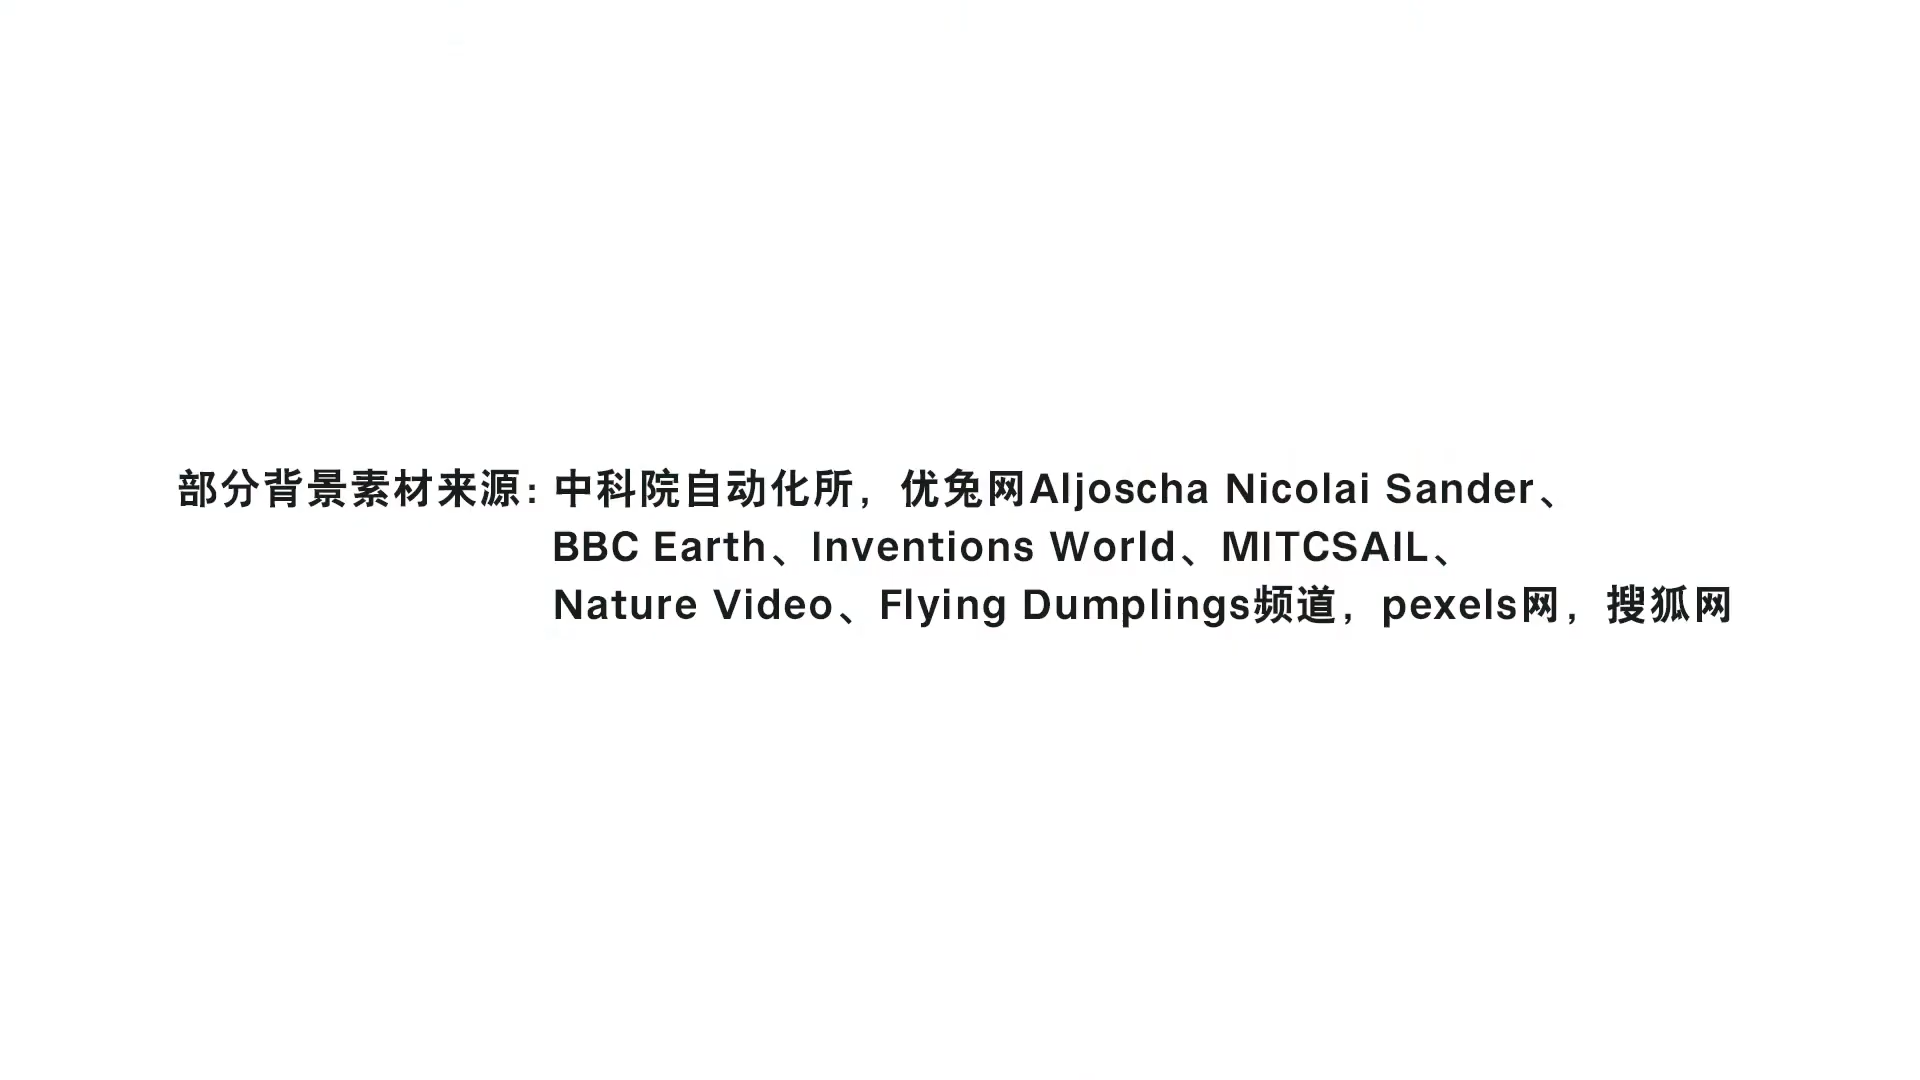 部分背景素材来源：中科院自动化所，优兔网Aljoscha Nicolai Sander、
BBC Earth、Inventions World、MITCSAIL、
Nature Video、Flying Dumplings频道，pexels网，搜狐网